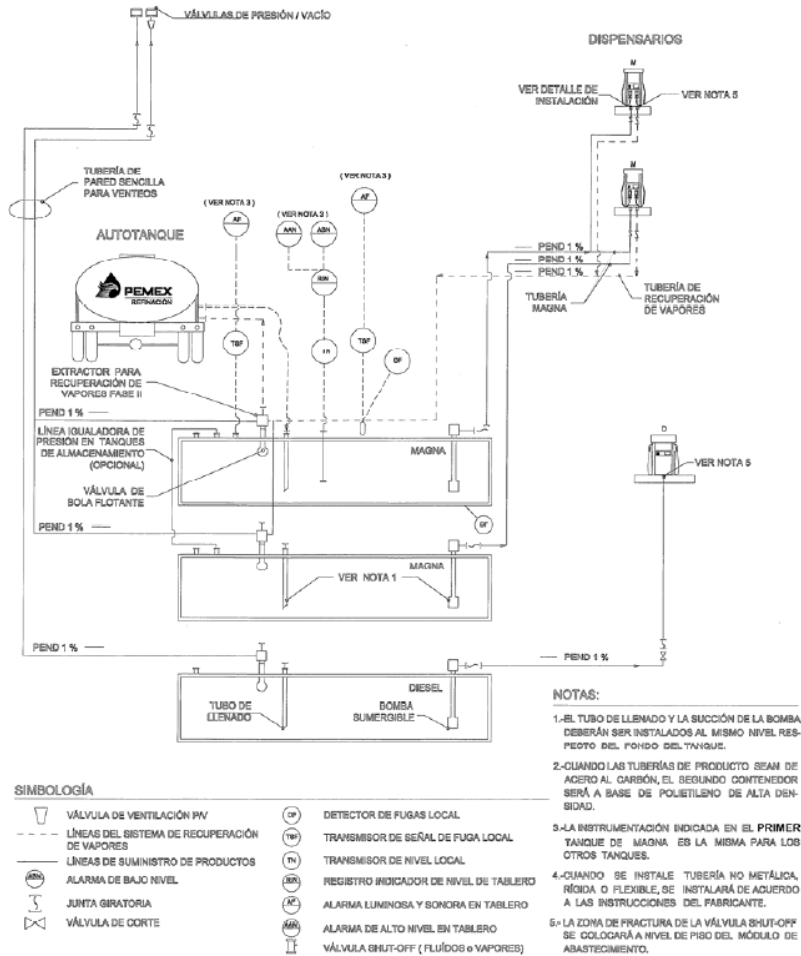 VÁLVULAS DE PRESIÓN / VACÍO
DISPENSARIOS
M
VER DETALLE DE
INSTALACIÓN
VER NOTA 5
TUBERÍA DE
PARED SENCILLA
PARA VENTEOS
( VER NOTA 3 )
( VER NOTA 3 )
AF
( VER NOTA 3 )
AF
AAN
ABN
M
AUTOTANQUE
PEMEX
REFINACIÓN
RIN
PEND 1 %
PEND 1 %
PEND 1 %
TUBERÍA
MAGNA
TUBERÍA DE
RECUPERACIÓN
DE VAPORES
TSF
TN
TSF
DF
EXTRACTOR PARA
RECUPERACIÓN DE
VAPORES FASE II
PEND 1 %
LÍNEA IGUALADORA DE
PRESIÓN EN TANQUES
DE ALMACENAMIENTO
(OPCIONAL)
MAGNA
D
VER NOTA 5
VÁLVULA DE
BOLA FLOTANTE
PEND 1 %
DF
MAGNA
VER NOTA 1
PEND 1 %
PEND 1 %
DIESEL
TUBO DE
LLENADO
BOMBA
SUMERGIBLE
NOTAS:
1.-EL TUBO DE LLENADO Y LA SUCCIÓN DE LA BOMBA
DEBERÁN SER INSTALADOS AL MISMO NIVEL RES-
PECTO DEL FONDO DEL TANQUE.
2.-CUANDO LAS TUBERÍAS DE PRODUCTO SEAN DE
ACERO AL CARBÓN, EL SEGUNDO CONTENEDOR
SERÁ A BASE DE POLIETILENO DE ALTA DEN-
SIDAD.
3.-LA INSTRUMENTACIÓN INDICADA EN EL PRIMER
TANQUE DE MAGNA ES LA MISMA PARA LOS
OTROS TANQUES.
4.-CUANDO SE INSTALE TUBERÍA NO METÁLICA,
RÍGIDA O FLEXIBLE, SE INSTALARÁ DE ACUERDO
A LAS INSTRUCCIONES DEL FABRICANTE.
5.- LA ZONA DE FRACTURA DE LA VÁLVULA SHUT-OFF
SE COLOCARÁ A NIVEL DE PISO DEL MÓDULO DE
ABASTECIMIENTO.
SIMBOLOGÍA
VÁLVULA DE VENTILACIÓN P/V
LÍNEAS DEL SISTEMA DE RECUPERACIÓN
DE VAPORES
LÍNEAS DE SUMINISTRO DE PRODUCTOS
ABN ALARMA DE BAJO NIVEL
JUNTA GIRATORIA
VÁLVULA DE CORTE
DF DETECTOR DE FUGAS LOCAL
TSF TRANSMISOR DE SEÑAL DE FUGA LOCAL
TN TRANSMISOR DE NIVEL LOCAL
RIN REGISTRO INDICADOR DE NIVEL DE TABLERO
AF ALARMA LUMINOSA Y SONORA EN TABLERO
AAN ALARMA DE ALTO NIVEL EN TABLERO
VÁLVULA SHUT-OFF ( FLUÍDOS o VAPORES)